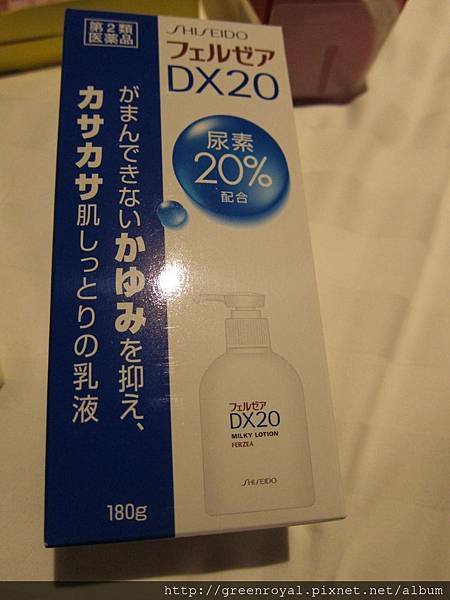 第2類
医薬品
SHISEIDO
フェルゼア
DX20
尿素
20%
配合
がまんできないかゆみを抑え、
カサカサ肌しっとりの乳液
フェルゼア
DX20
MILKY LOTION
FERZEA
SHISEIDO
180g
http://greenroyal.pixnet.net/album